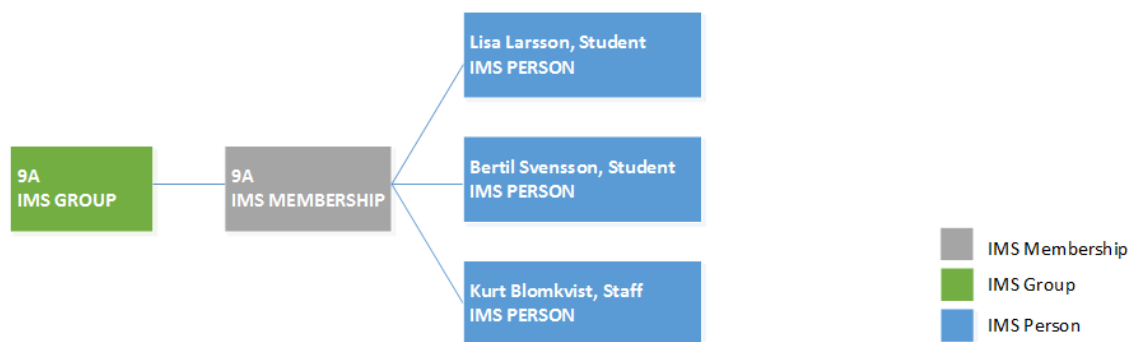 Lisa Larsson, Student
IMS PERSON
9A
IMS GROUP
9A
IMS MEMBERSHIP
Bertil Svensson, Student
IMS PERSON
Kurt Blomkvist, Staff
IMS PERSON
IMS Membership
IMS Group
IMS Person